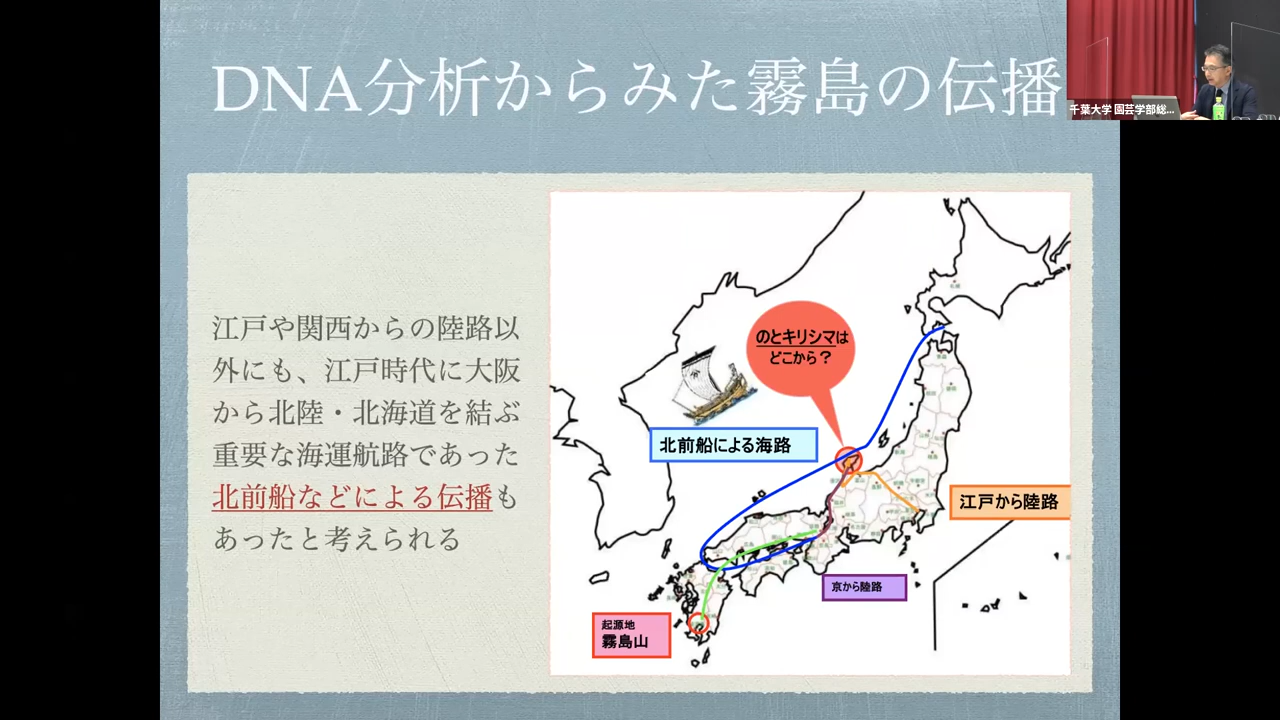 DNA分析からみた霧島の伝播
千葉大学 園芸学部総...
江戸や関西からの陸路以
外にも、江戸時代に大阪
から北陸・北海道を結ぶ
重要な海運航路であった
北前船などによる伝播も
あったと考えられる
のとキリシマは
どこから？
北前船による海路
江戸から陸路
京から陸路
起源地
霧島山
札幌